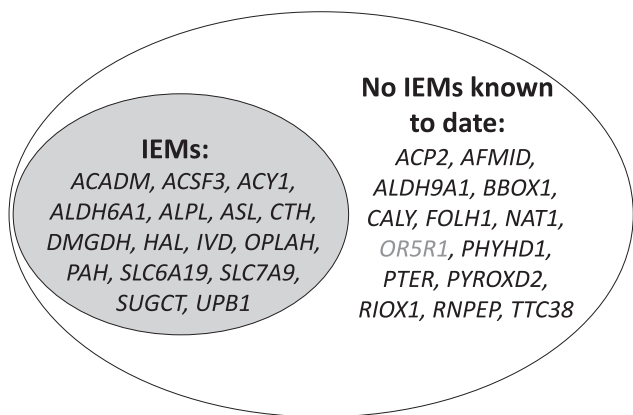 IEMs:
ACADM, ACSF3, ACY1,
ALDH6A1, ALPL, ASL, CTH,
DMGDH, HAL, IVD, OPLAH,
PAH, SLC6A19, SLC7A9,
SUGCT, UPB1
No IEMs known
to date:
ACP2, AFMID,
ALDH9A1, BBOX1,
CALY, FOLH1, NAT1,
OR5R1, PHYHD1,
PTER, PYROXD2,
RIOX1, RNPEP, TTC38